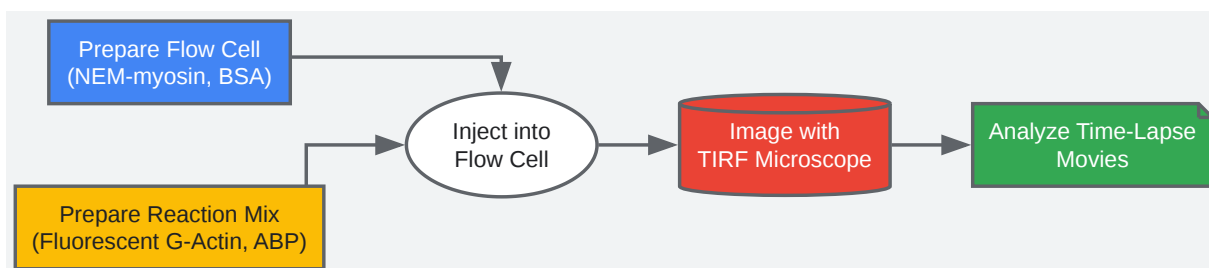 Prepare Flow Cell
(NEM-myosin, BSA)
Prepare Reaction Mix
(Fluorescent G-Actin, ABP)
Inject into
Flow Cell
Image with
TIRF Microscope
Analyze Time-Lapse
Movies